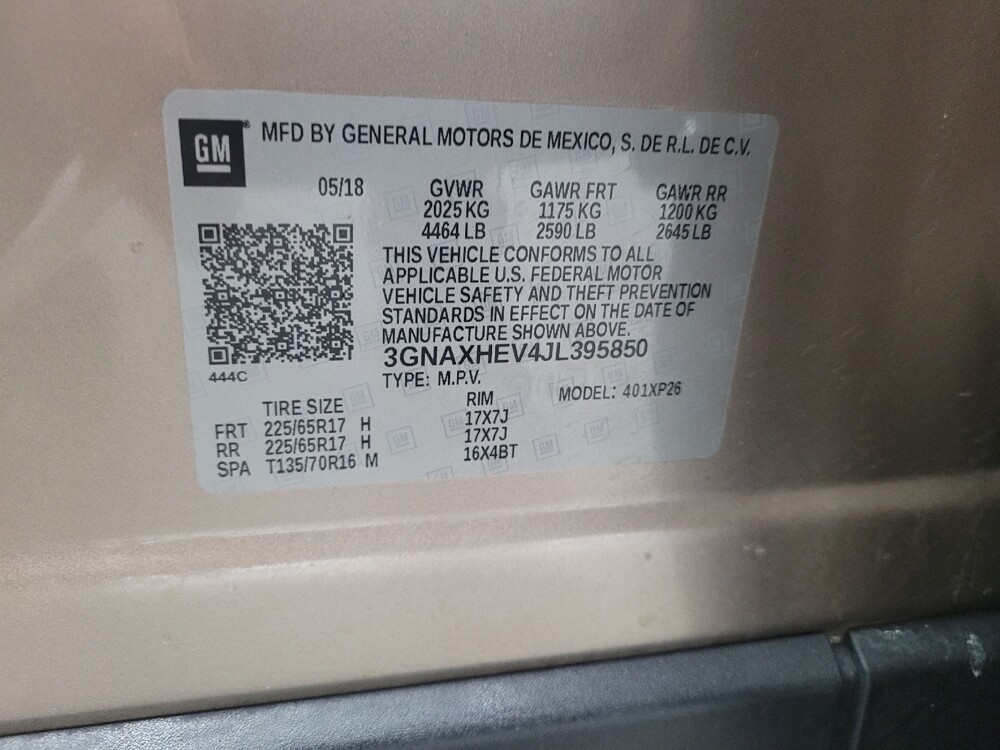 GM
MFD BY GENERAL MOTORS DE MEXICO, S. DE R.L. DE C.V.
05/18 GVWR GAWR FRT GAWR RR
2025 KG 1175 KG 1200 KG
4464 LB 2590 LB 2645 LB
THIS VEHICLE CONFORMS TO ALL
APPLICABLE U.S. FEDERAL MOTOR
VEHICLE SAFETY AND THEFT PREVENTION
STANDARDS IN EFFECT ON THE DATE OF
MANUFACTURE SHOWN ABOVE.
3GNAXHEV4JL395850
444C
TYPE: M.P.V. MODEL: 401XP26
TIRE SIZE RIM
FRT 225/65R17 H 17X7J
RR 225/65R17 H 17X7J
SPA T135/70R16 M 16X4BT